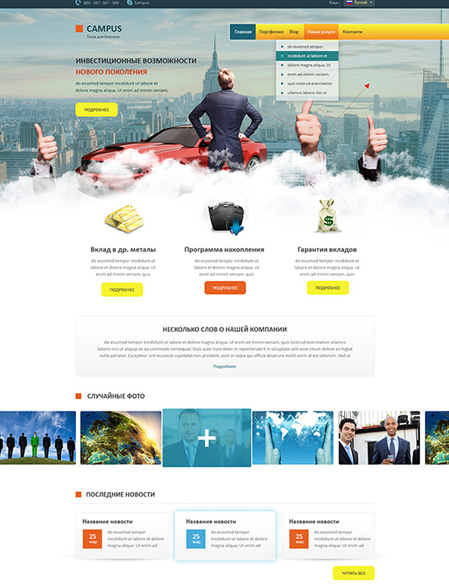 800 - 567 - 567 - 589
Campus
Язык :
Русский
CAMPUS
Тема для бизнеса
Главная
Портфолио
Blog
Наши услуги
Контакти
do eiusmod tempor
incididunt ut labore et
dolore magna aliqua. Ut
enim ad minim veniam,
quis nostrud exercitation
ullamco laboris nisi ut
ИНВЕСТИЦИОННЫЕ ВОЗМОЖНОСТИ
НОВОГО ПОКОЛЕНИЯ
do eiusmod tempor incididunt ut labore et
dolore magna aliqua. Ut enim ad minim veniam,
ПОДРОБНЕЕ
Вклад в др. металы
do eiusmod tempor incididunt ut
labore et dolore magna aliqua. Ut
enim ad minim veniam, quis
ПОДРОБНЕЕ
Программа накопления
do eiusmod tempor incididunt ut
labore et dolore magna aliqua. Ut
enim ad minim veniam, quis
ПОДРОБНЕЕ
Гарантия вкладов
do eiusmod tempor incididunt ut
labore et dolore magna aliqua. Ut
enim ad minim veniam, quis
ПОДРОБНЕЕ
НЕСКОЛЬКО СЛОВ О НАШЕЙ КОМПАНИИ
do eiusmod tempor incididunt ut labore et dolore magna aliqua. Ut enim ad minim veniam, quis nostrud exercitation ullamco
laboris nisi ut aliquip ex ea commodo consequat. Duis aute irure dolor in reprehenderit in voluptate velit esse cillum dolore eu fugiat
nulla pariatur. Excepteur sint occaecat cupidatat non proident, sunt in culpa qui officia deserunt mollit anim id est laborum. Sed ut
Подробнее
СЛУЧАЙНЫЕ ФОТО
ПОСЛЕДНИЕ НОВОСТИ
Название новости
25
мар
do eiusmod tempor
incididunt ut labore et
dolore magna aliqua.
Ut enim ad
Название новости
25
мар
do eiusmod tempor
incididunt ut labore et
dolore magna aliqua.
Ut enim ad minim
Название новости
25
мар
do eiusmod tempor
incididunt ut labore et
dolore magna aliqua.
Ut enim ad
ЧИТАТЬ ВСЕ